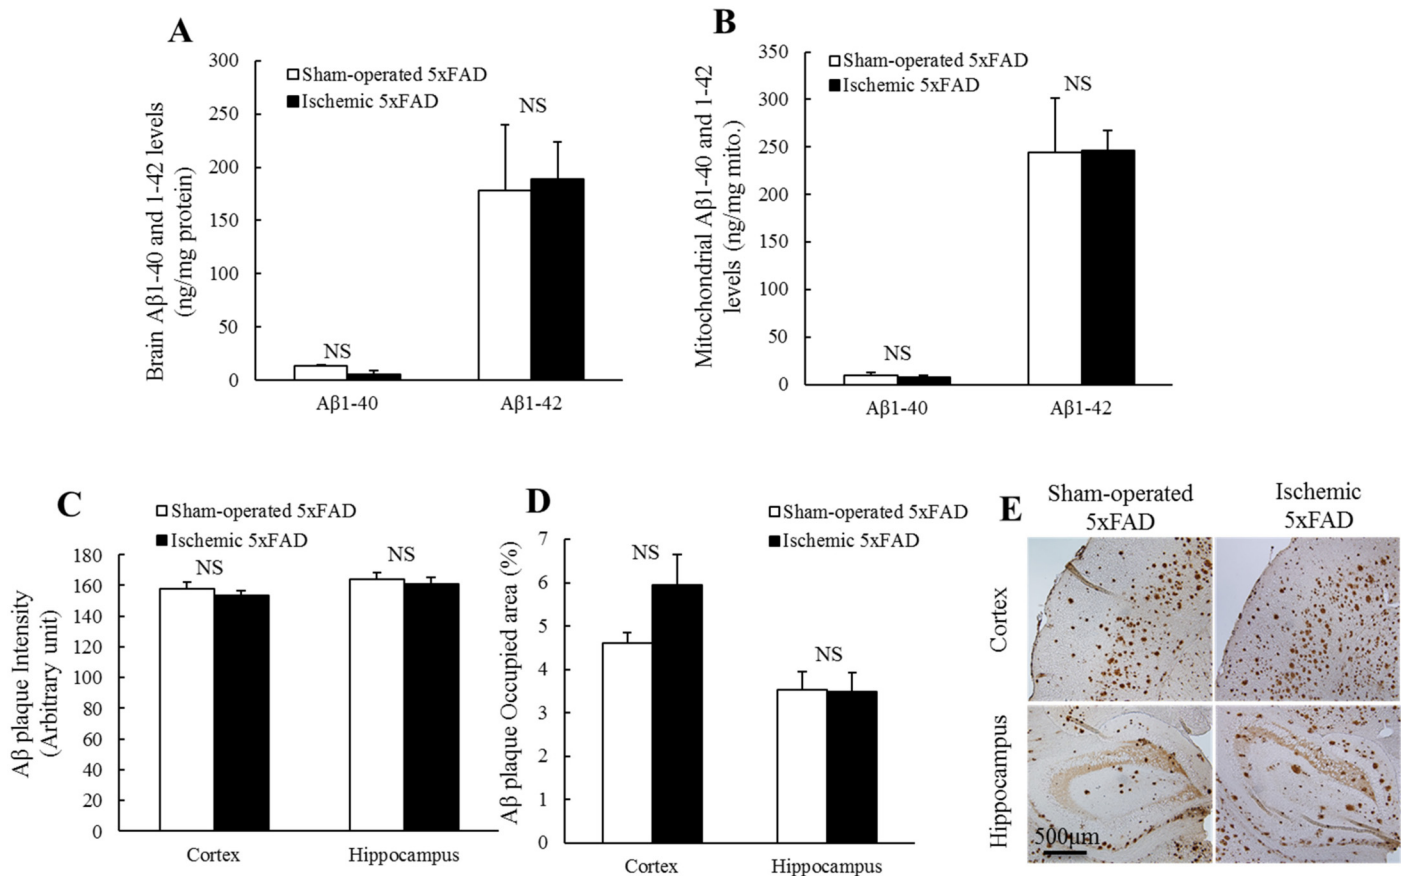 A
Brain Aβ1-40 and 1-42 levels
(ng/mg protein)
300
250
200
150
100
50
0
Sham-operated 5xFAD
Ischemic 5xFAD
NS
NS
Aβ1-40
Aβ1-42
B
Mitochondrial Aβ1-40 and 1-42
levels (ng/mg mito.)
350
300
250
200
150
100
50
0
Sham-operated 5xFAD
Ischemic 5xFAD
NS
NS
Aβ1-40
Aβ1-42
C
Aβ plaque Intensity
(Arbitrary unit)
180
160
140
120
100
80
60
40
20
0
Sham-operated 5xFAD
Ischemic 5xFAD
NS
NS
Cortex
Hippocampus
D
Aβ plaque Occupied area (%)
7
6
5
4
3
2
1
0
Sham-operated 5xFAD
Ischemic 5xFAD
NS
NS
Cortex
Hippocampus
E
Sham-operated
5xFAD
Ischemic
5xFAD
Cortex
Hippocampus
500μm